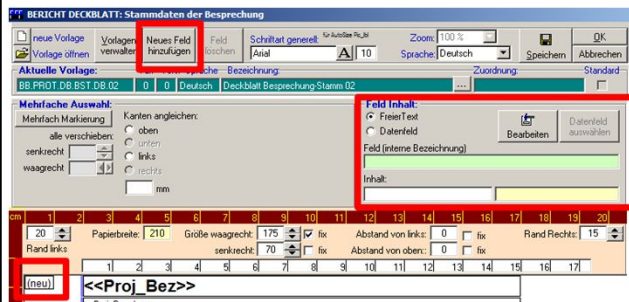 BERICHT DECKBLATT: Stammdaten der Besprechung
neue Vorlage
Vorlage öffnen
Vorlagen verwalten
Neues Feld hinzufügen
Feld löschen
Schriftart generell:
für AutoSize Pic_lbl
Arial
A
10
Zoom: 100 %
Sprache: Deutsch
Speichern
OK
Abbrechen
Aktuelle Vorlage:
Sprache
Bezeichnung:
Zuordnung:
Standard
BB.PROT.DB.BST.DB.02
0
0
Deutsch
Deckblatt Besprechung-Stamm 02
...
Mehrfache Auswahl:
Mehrfach Markierung
alle verschieben:
senkrecht
waagrecht
Kanten angleichen:
oben
unten
links
rechts
mm
Feld Inhalt:
FreierText
Datenfeld
Bearbeiten
Datenfeld auswählen
Feld (interne Bezeichnung)
Inhalt:
cm 1 2 3 4 5 6 7 8 9 10 11 12 13 14 15 16 17 18 19 20
20
Rand links
Papierbreite: 210
Größe waagrecht: 175 fix
senkrecht: 70 fix
Abstand von links: 0 fix
Abstand von oben:: 0 fix
Rand Rechts: 15
1 2 3 4 5 6 7 8 9 10 11 12 13 14 15 16 17
(neu)
<<Proj_Bez>>